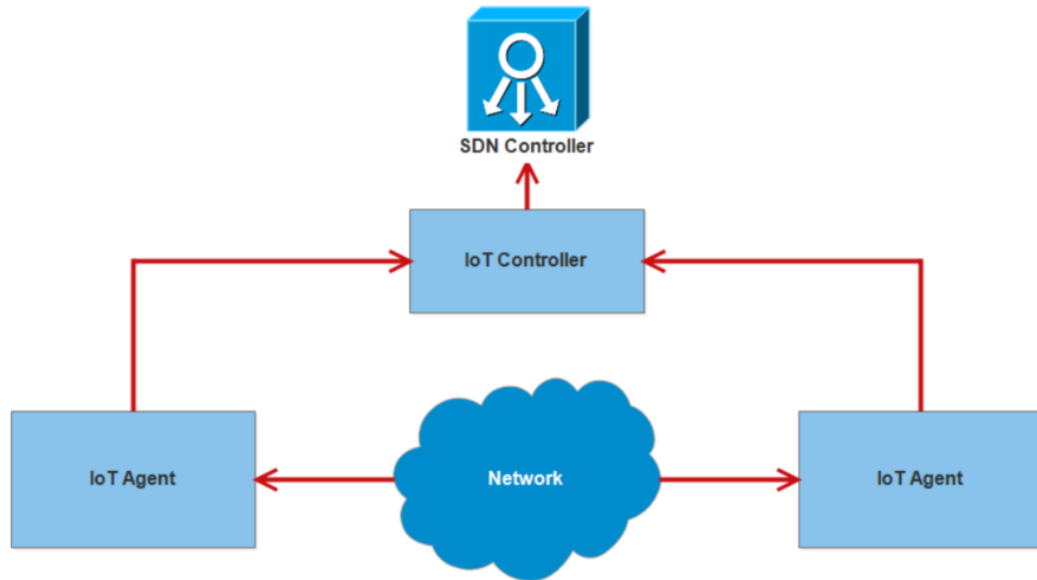 SDN Controller
IoT Controller
IoT Agent
Network
IoT Agent